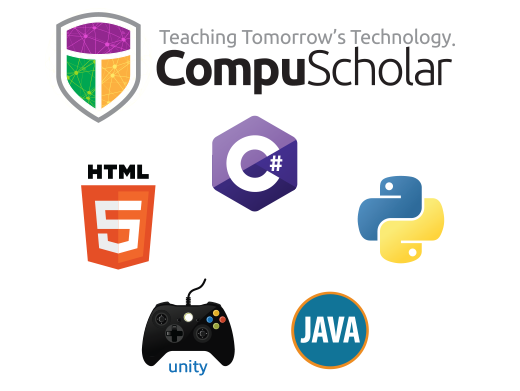 Teaching Tomorrow's Technology.
CompuScholar
C#
HTML
5
unity
JAVA